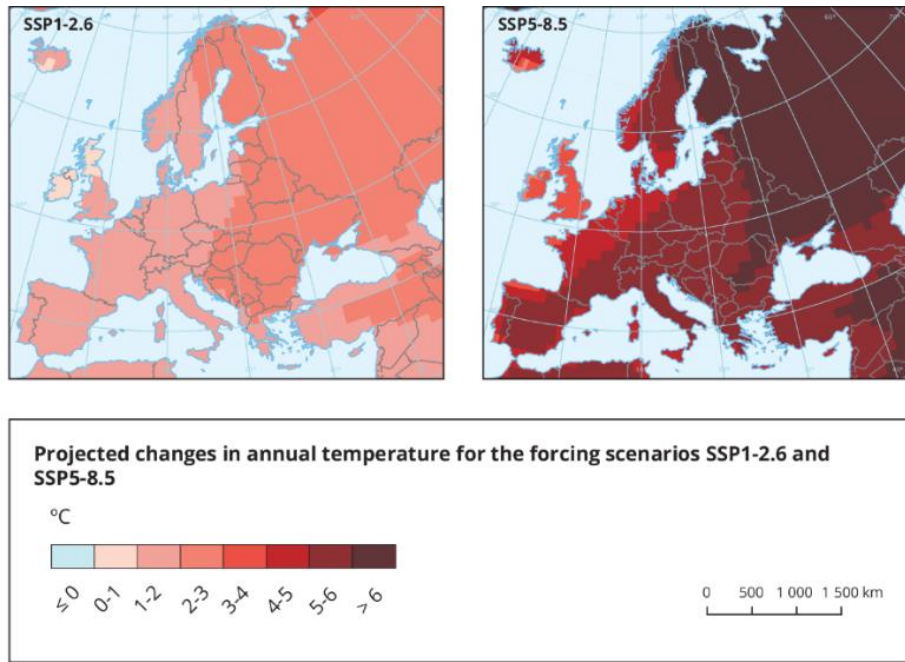 SSP1-2.6
SSP5-8.5
Projected changes in annual temperature for the forcing scenarios SSP1-2.6 and
SSP5-8.5
ºC
≤ 0
0-1
1-2
2-3
3-4
4-5
5-6
> 6
0 500 1 000 1 500 km